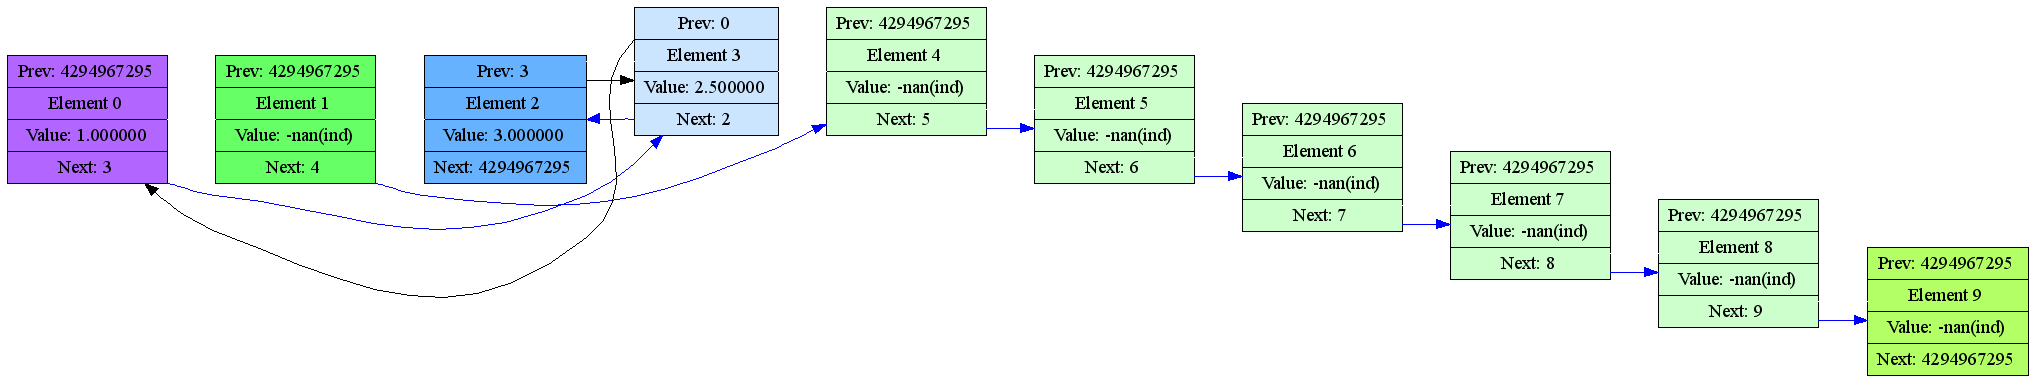 Prev: 4294967295
Element 0
Value: 1.000000
Next: 3
Prev: 4294967295
Element 1
Value: -nan(ind)
Next: 4
Prev: 3
Element 2
Value: 3.000000
Next: 4294967295
Prev: 0
Element 3
Value: 2.500000
Next: 2
Prev: 4294967295
Element 4
Value: -nan(ind)
Next: 5
Prev: 4294967295
Element 5
Value: -nan(ind)
Next: 6
Prev: 4294967295
Element 6
Value: -nan(ind)
Next: 7
Prev: 4294967295
Element 7
Value: -nan(ind)
Next: 8
Prev: 4294967295
Element 8
Value: -nan(ind)
Next: 9
Prev: 4294967295
Element 9
Value: -nan(ind)
Next: 4294967295